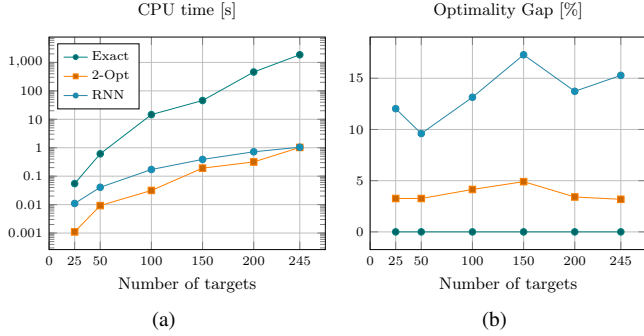 CPU time [s]
1,000
100
10
1
0.1
0.01
0.001
Exact
2-Opt
RNN
0 25 50 100 150 200 245
Number of targets
(a)
Optimality Gap [%]
15
10
5
0
0 25 50 100 150 200 245
Number of targets
(b)